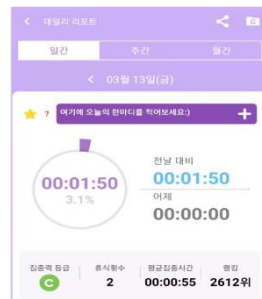 데일리 리포트
일간 주간 월간
03월 13일(금)
? 여기에 오늘의 한마디를 적어보세요:) +
00:01:50
3.1%
전날 대비
00:01:50
어제
00:00:00
집중력 등급 휴식횟수 평균집중시간 랭킹
C 2 00:00:55 2612위